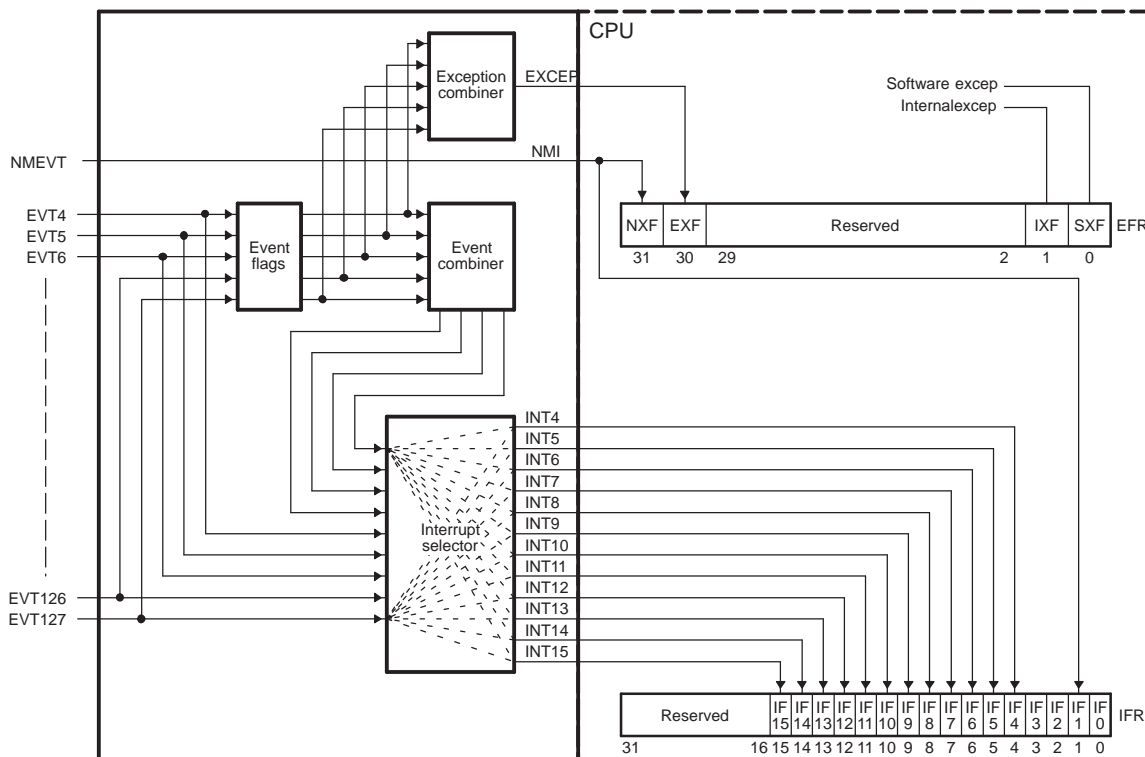 CPU
Exception
combiner
EXCEP
Software excep
Internalexcep
NMEVT
NMI
EVT4
EVT5
EVT6
Event
flags
Event
combiner
NXF EXF Reserved IXF SXF EFR
31 30 29 2 1 0
INT4
INT5
INT6
INT7
INT8
INT9
INT10
INT11
INT12
INT13
INT14
INT15
Interrupt
selector
EVT126
EVT127
Reserved IF IF IF IF IF IF IF IF IF IF IF IF IF IF IF IF IFR
15 14 13 12 11 10 9 8 7 6 5 4 3 2 1 0
31 16 15 14 13 12 11 10 9 8 7 6 5 4 3 2 1 0